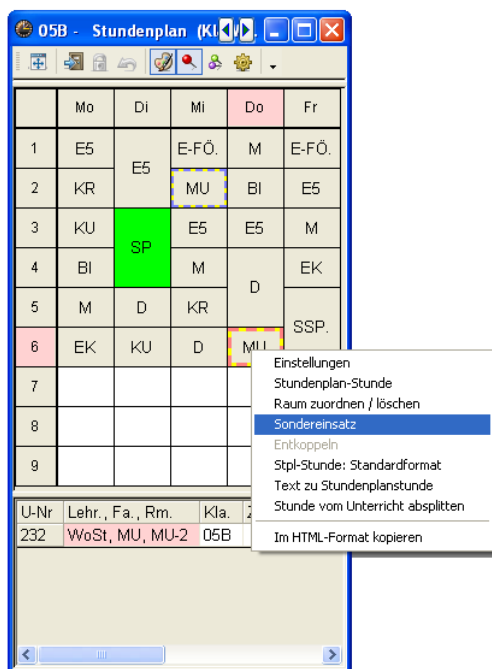 05B - Stundenplan (Kl
Mo Di Mi Do Fr
1 E5 E5 E-FÖ. M E-FÖ.
2 KR MU BI E5
3 KU SP E5 E5 M
4 BI M D EK
5 M D KR SSP.
6 EK KU D MU
7
8
9
Einstellungen
Stundenplan-Stunde
Raum zuordnen / löschen
Sondereinsatz
Entkoppeln
Stpl-Stunde: Standardformat
Text zu Stundenplanstunde
Stunde vom Unterricht absplitten
Im HTML-Format kopieren
U-Nr Lehr., Fa., Rm. Kla.
232 WoSt, MU, MU-2 05B